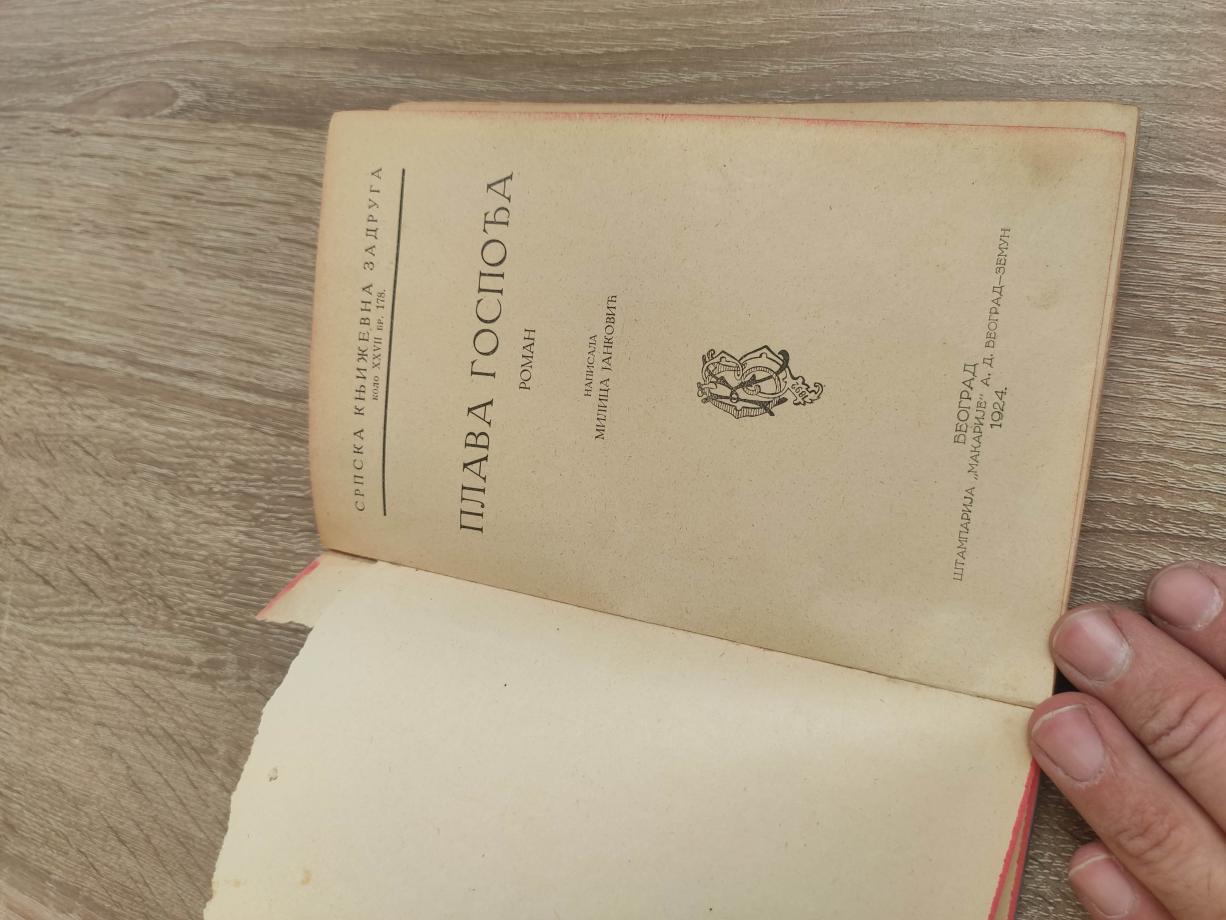 СРПСКА КЊИЖЕВНА ЗАДРУГА
КОЛО XXVII БР. 178.
ПЛАВА ГОСПОЂА
РОМАН
НАПИСАЛА
МИЛИЦА ЈАНКОВИЋ
1892
БЕОГРАД
ШТАМПАРИЈА „МАКАРИЈЕ" А. Д. БЕОГРАД—ЗЕМУН
1924.